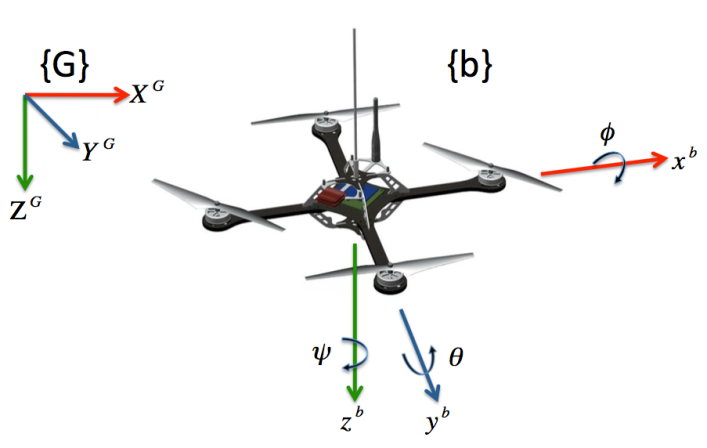 {G}
{b}
X^G
Y^G
Z^G
ϕ
x^b
ψ
θ
z^b
y^b